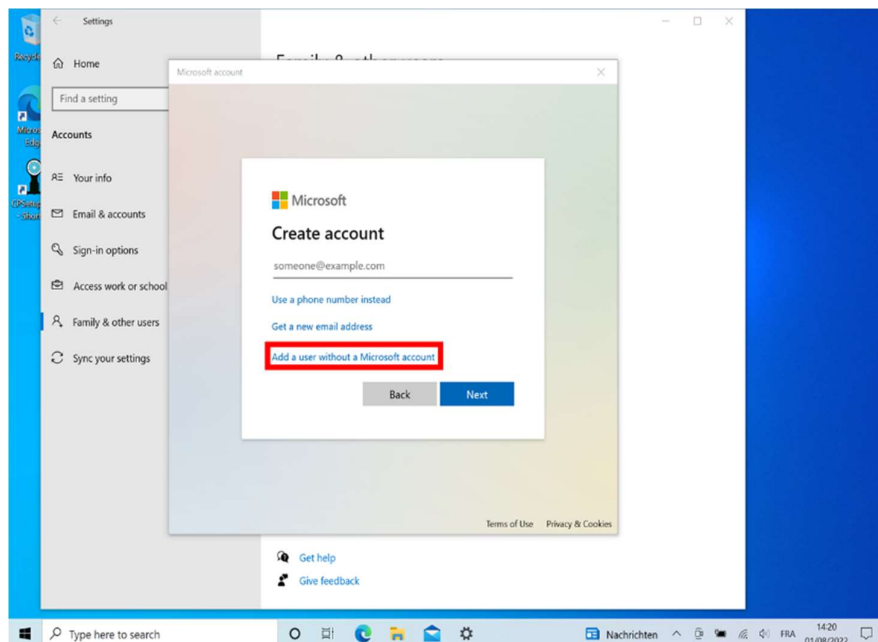 Settings
Home
Find a setting
Accounts
Your info
Email & accounts
Sign-in options
Access work or school
Family & other users
Sync your settings
Microsoft account
Microsoft
Create account
someone@example.com
Use a phone number instead
Get a new email address
Add a user without a Microsoft account
Back
Next
Terms of Use
Privacy & Cookies
Get help
Give feedback
Type here to search
Nachrichten
FRA
14:20
01/08/2022